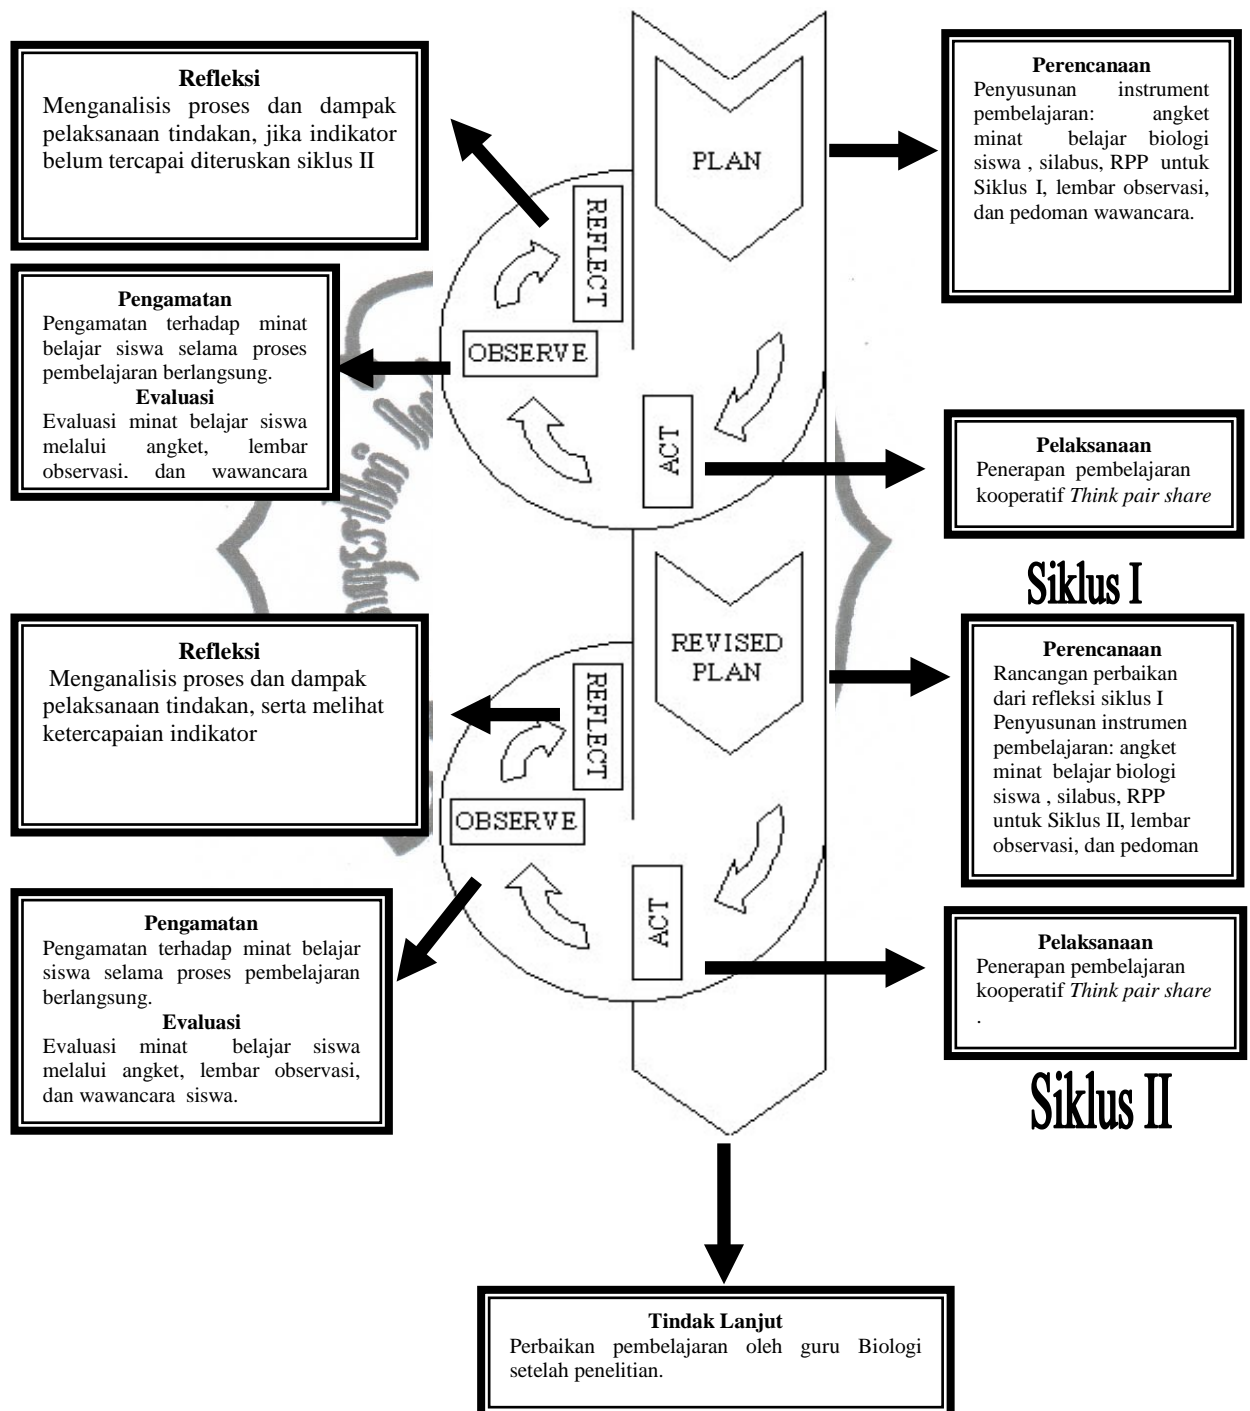 Refleksi
Menganalisis proses dan dampak
pelaksanaan tindakan, jika indikator
belum tercapai diteruskan siklus II
PLAN
Perencanaan
Penyusunan instrument
pembelajaran: angket
minat belajar biologi
siswa , silabus, RPP untuk
Siklus I, lembar observasi,
dan pedoman wawancara.
REFLECT
Pengamatan
Pengamatan terhadap minat
belajar siswa selama proses
pembelajaran berlangsung.
Evaluasi
Evaluasi minat belajar siswa
melalui angket, lembar
observasi. dan wawancara
OBSERVE
ACT
Pelaksanaan
Penerapan pembelajaran
kooperatif Think pair share
Siklus I
Refleksi
Menganalisis proses dan dampak
pelaksanaan tindakan, serta melihat
ketercapaian indikator
REVISED
PLAN
Perencanaan
Rancangan perbaikan
dari refleksi siklus I
Penyusunan instrumen
pembelajaran: angket
minat belajar biologi
siswa , silabus, RPP
untuk Siklus II, lembar
observasi, dan pedoman
REFLECT
OBSERVE
ACT
Pengamatan
Pengamatan terhadap minat belajar
siswa selama proses pembelajaran
berlangsung.
Evaluasi
Evaluasi minat belajar siswa
melalui angket, lembar observasi,
dan wawancara siswa.
Pelaksanaan
Penerapan pembelajaran
kooperatif Think pair share
.
Siklus II
Tindak Lanjut
Perbaikan pembelajaran oleh guru Biologi
setelah penelitian.